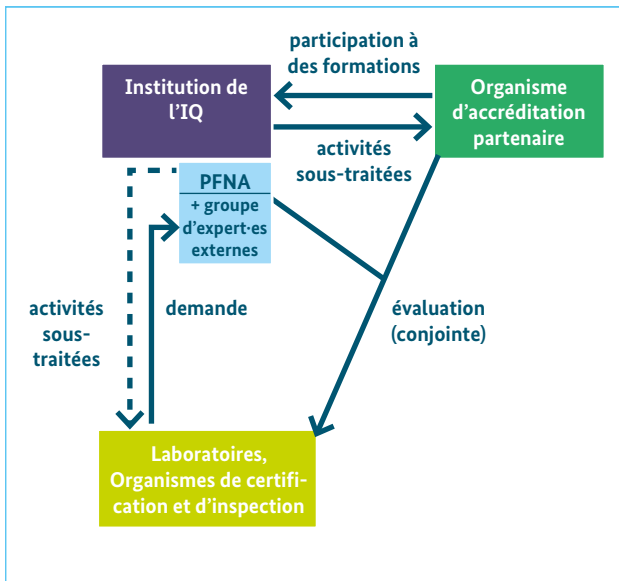 participation à
des formations
Institution de
l’IQ
Organisme
d’accréditation
partenaire
activités
sous-traitées
PFNA
+ groupe
d’expert·es
externes
activités
sous-
traitées
demande
évaluation
(conjointe)
Laboratoires,
Organismes de certifi-
cation et d’inspection